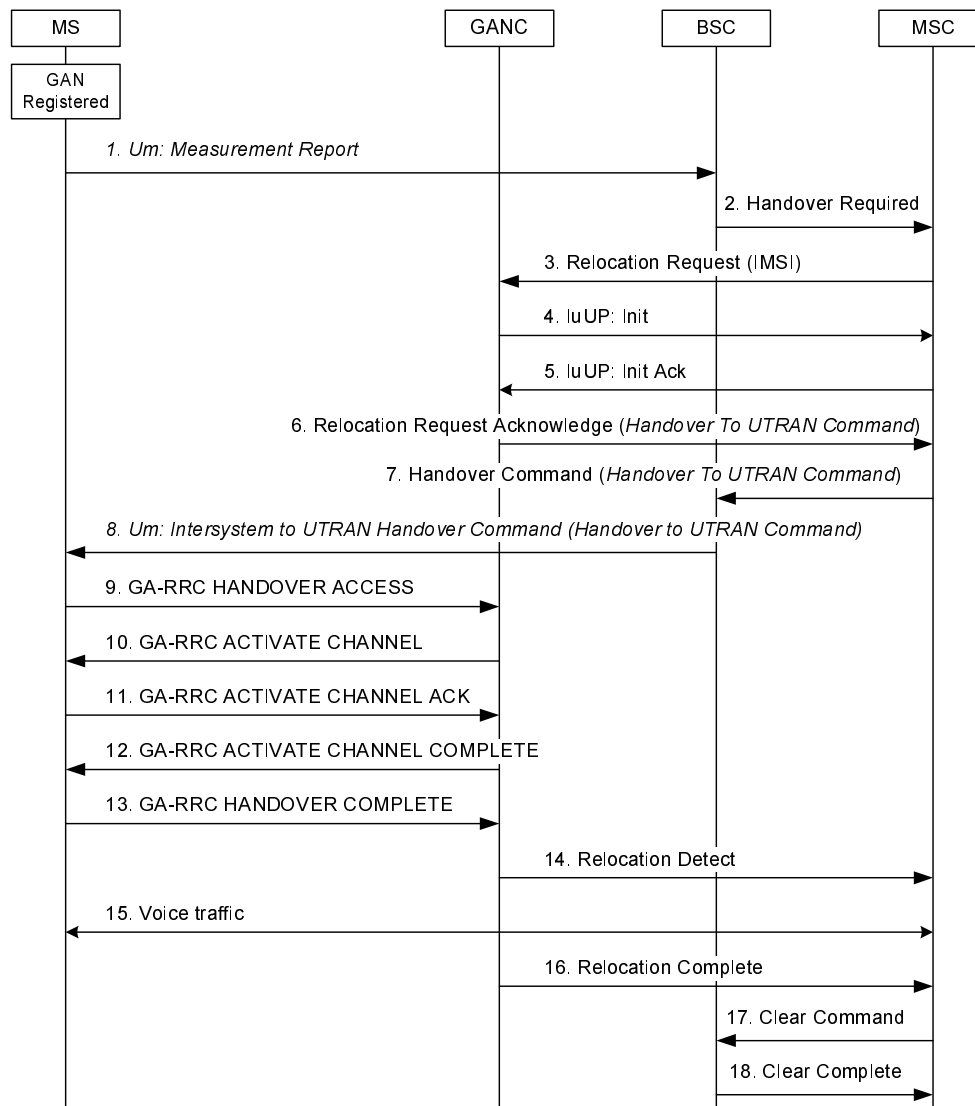 MS
GANC
BSC
MSC
GAN
Registered
1. Um: Measurement Report
2. Handover Required
3. Relocation Request (IMSI)
4. IuUP: Init
5. IuUP: Init Ack
6. Relocation Request Acknowledge (Handover To UTRAN Command)
7. Handover Command (Handover To UTRAN Command)
8. Um: Intersystem to UTRAN Handover Command (Handover to UTRAN Command)
9. GA-RRC HANDOVER ACCESS
10. GA-RRC ACTIVATE CHANNEL
11. GA-RRC ACTIVATE CHANNEL ACK
12. GA-RRC ACTIVATE CHANNEL COMPLETE
13. GA-RRC HANDOVER COMPLETE
14. Relocation Detect
15. Voice traffic
16. Relocation Complete
17. Clear Command
18. Clear Complete